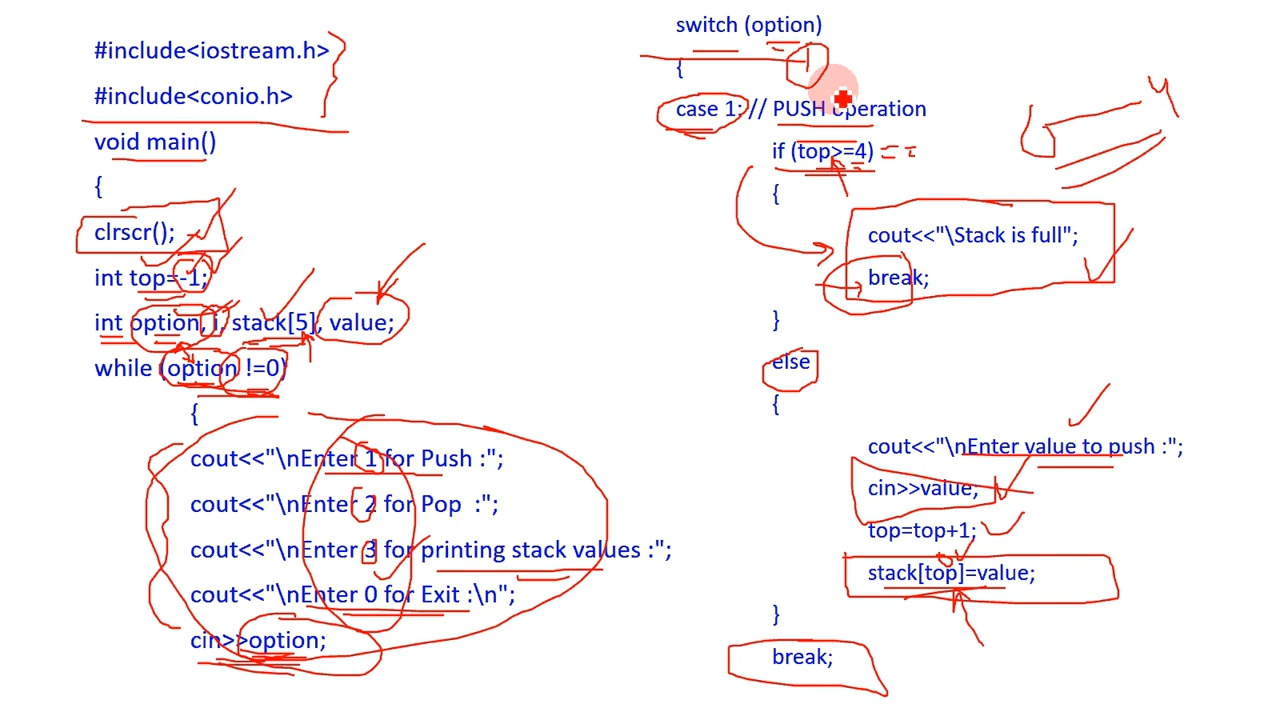 #include<iostream.h>
#include<conio.h>
void main()
{
clrscr();
int top=-1;
int option, i, stack[5], value;
while (option !=0)
{
cout<<"\nEnter 1 for Push :";
cout<<"\nEnter 2 for Pop  :";
cout<<"\nEnter 3 for printing stack values :";
cout<<"\nEnter 0 for Exit :\n";
cin>>option;
switch (option)
{
case 1: // PUSH operation
if (top>=4)
{
cout<<"\Stack is full";
break;
}
else
{
cout<<"\nEnter value to push :";
cin>>value;
top=top+1;
stack[top]=value;
}
break;